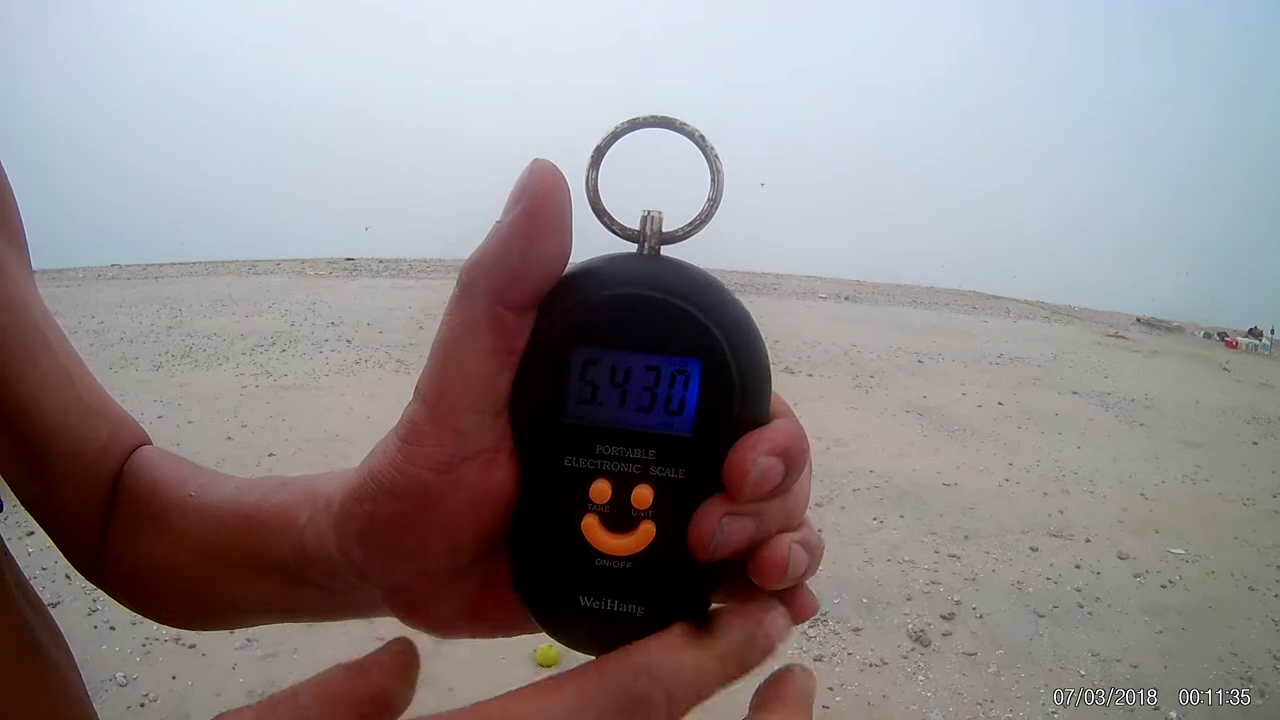 5.430
PORTABLE
ELECTRONIC SCALE
TARE UNIT
ON/OFF
WeiHang
07/03/2018 00:11:35